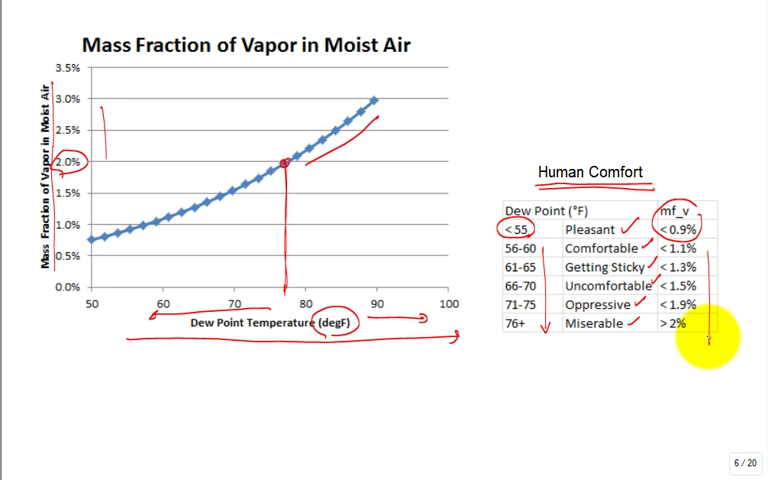 Mass Fraction of Vapor in Moist Air
3.5%
3.0%
2.5%
2.0%
1.5%
1.0%
0.5%
0.0%
Mass Fraction of Vapor in Moist Air
50 60 70 80 90 100
Dew Point Temperature (degF)
Human Comfort
Dew Point (°F) mf_v
< 55 Pleasant < 0.9%
56-60 Comfortable < 1.1%
61-65 Getting Sticky < 1.3%
66-70 Uncomfortable < 1.5%
71-75 Oppressive < 1.9%
76+ Miserable > 2%
6 / 20